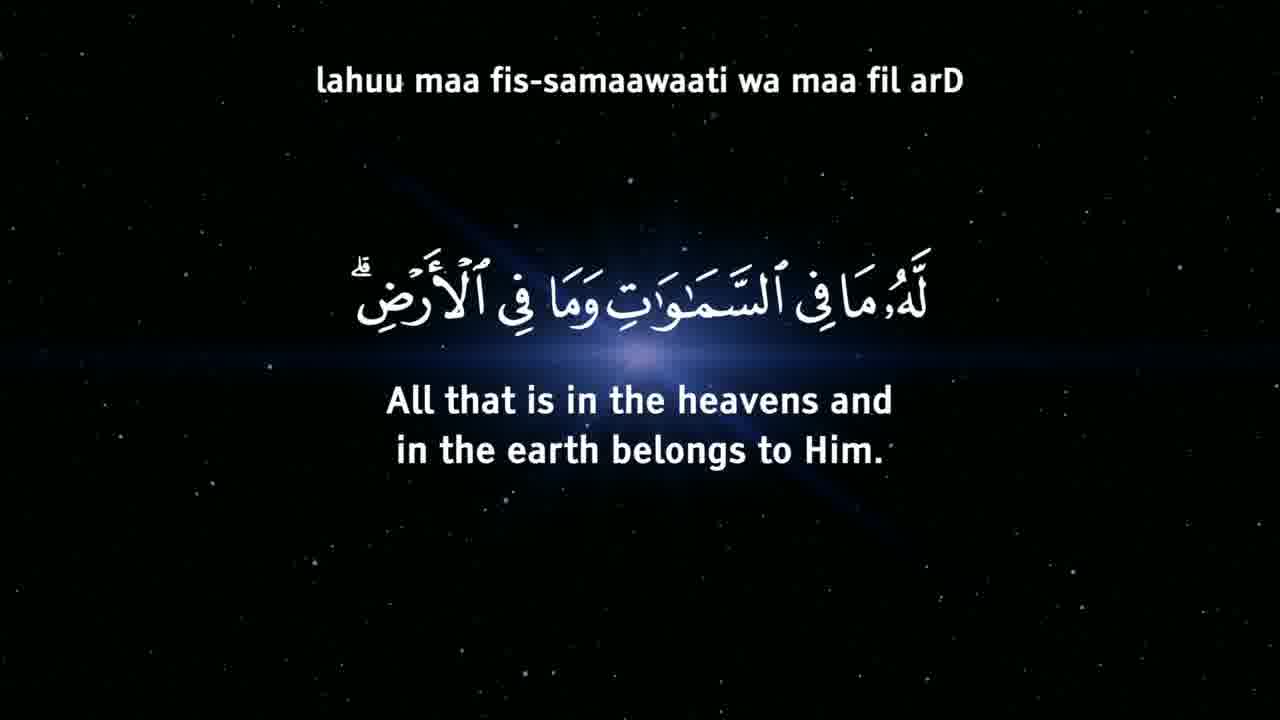 lahuu maa fis-samaawaati wa maa fil arD
لَّهُۥ مَا فِى ٱلسَّمَـٰوَٰتِ وَمَا فِي ٱلۡأَرۡضِۗ
All that is in the heavens and
in the earth belongs to Him.